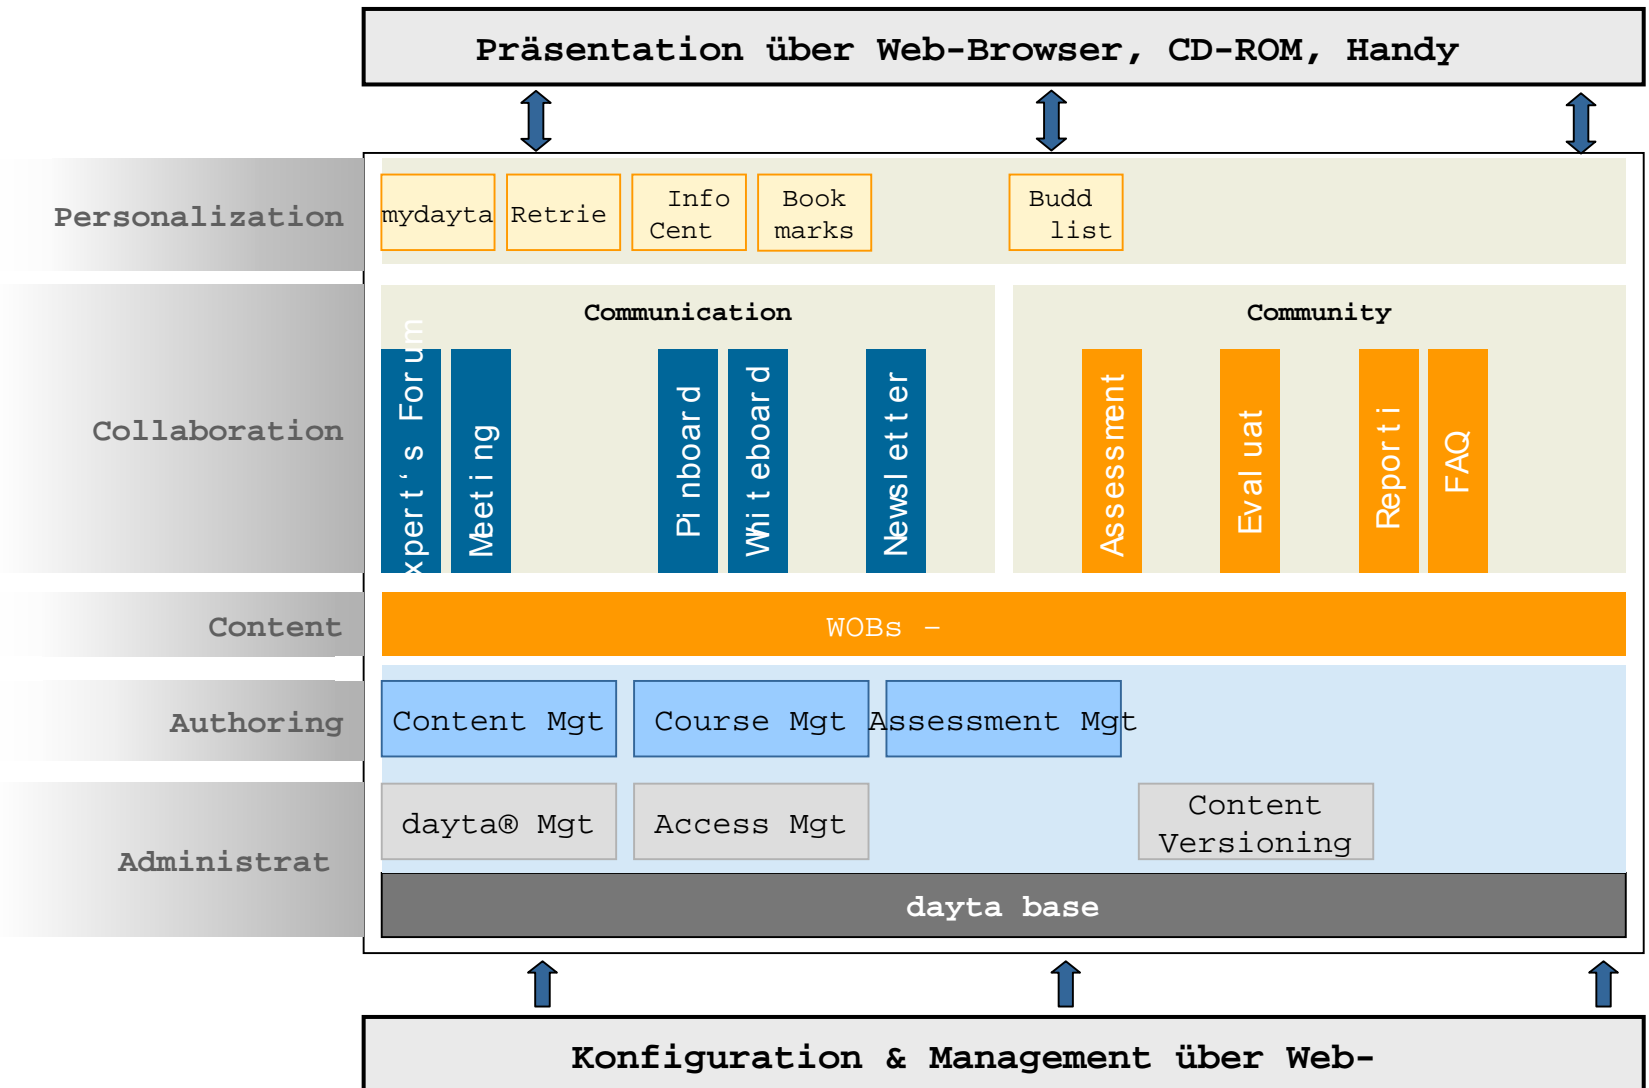 Präsentation über Web-Browser, CD-ROM, Handy
Personalization
mydayta
Retrie
Info
Cent
Book
marks
Budd
list
Collaboration
Communication
xpert‘s Forum
Meeting
Pinboard
Whiteboard
Newsletter
Community
Assessment
Evaluat
Reporti
FAQ
Content
WOBs –
Authoring
Content Mgt
Course Mgt
Assessment Mgt
Administrat
dayta® Mgt
Access Mgt
Content
Versioning
dayta base
Konfiguration & Management über Web-